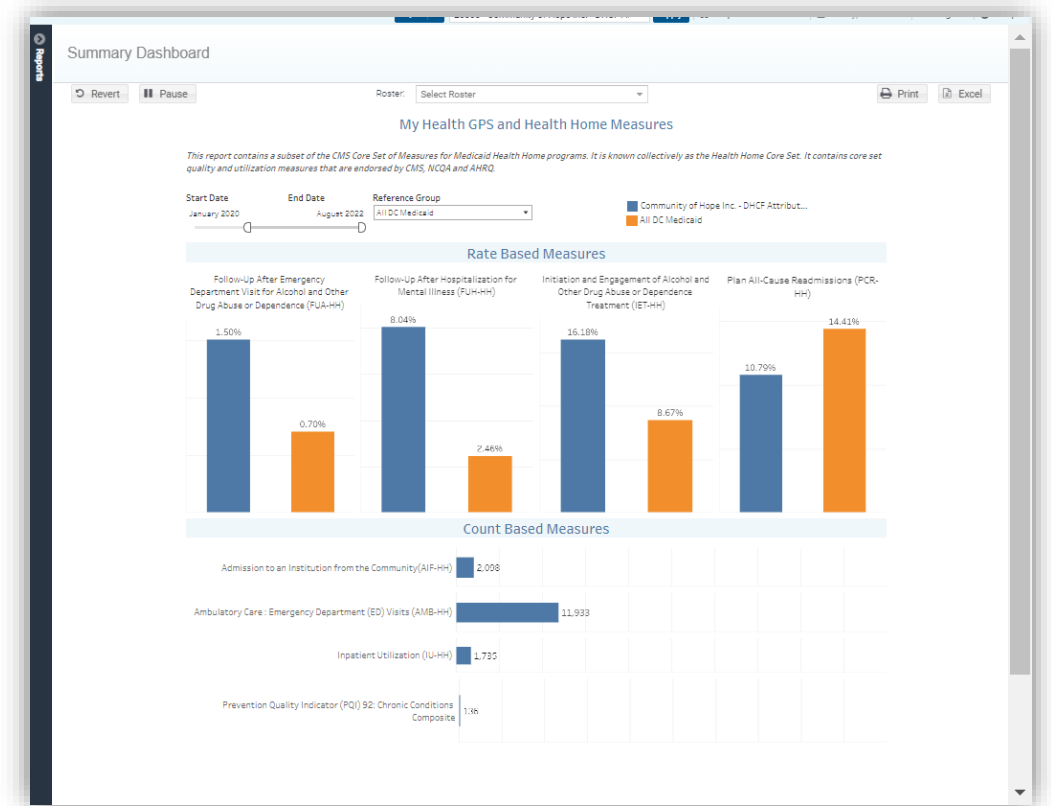 Reports
Summary Dashboard
Revert
Pause
Roster:
Select Roster
Print
Excel
My Health GPS and Health Home Measures
This report contains a subset of the CMS Core Set of Measures for Medicaid Health Home programs. It is known collectively as the Health Home Core Set. It contains core set
quality and utilization measures that are endorsed by CMS, NCQA and AHRQ.
Start Date
End Date
Reference Group
January 2020
August 2022
All DC Medicaid
Community of Hope Inc. - DHCF Attribut...
All DC Medicaid
Rate Based Measures
Follow-Up After Emergency
Department Visit for Alcohol and Other
Drug Abuse or Dependence (FUA-HH)
Follow-Up After Hospitalization for
Mental Illness (FUH-HH)
Initiation and Engagement of Alcohol and
Other Drug Abuse or Dependence
Treatment (IET-HH)
Plan All-Cause Readmissions (PCR-
HH)
1.50%
0.70%
8.04%
2.46%
16.18%
8.67%
10.79%
14.41%
Count Based Measures
Admission to an Institution from the Community(AIF-HH)
2,098
Ambulatory Care : Emergency Department (ED) Visits (AMB-HH)
11,933
Inpatient Utilization (IU-HH)
Prevention Quality Indicator (PQI) 92: Chronic Conditions
Composite
136